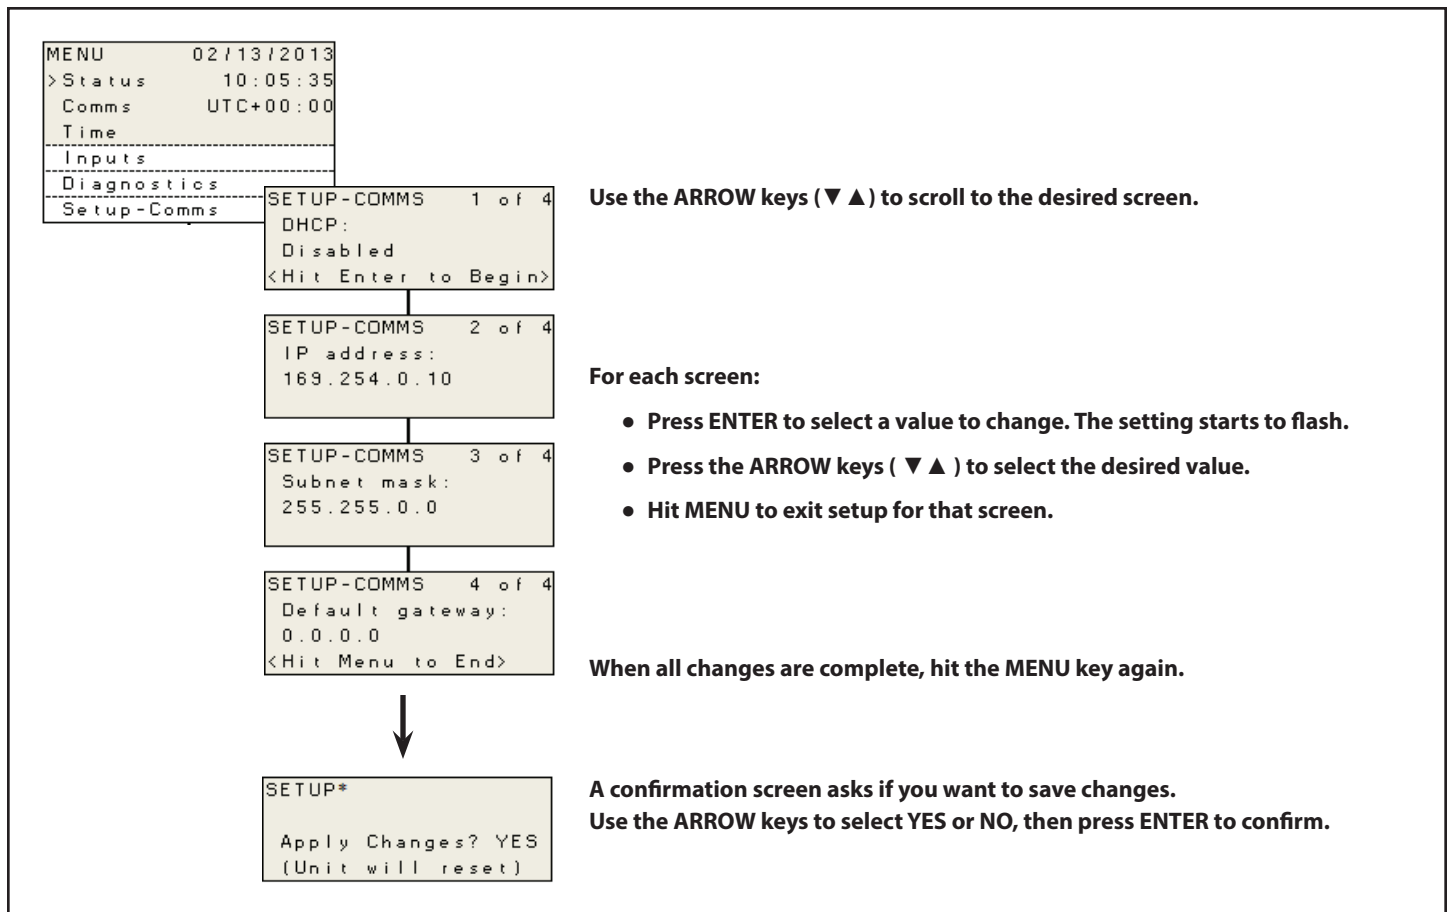 MENU 02/13/2013
>Status 10:05:35
Comms UTC+00:00
Time
Inputs
Diagnostics
Setup-Comms
SETUP-COMMS 1 of 4
DHCP:
Disabled
<Hit Enter to Begin>
Use the ARROW keys (▼▲) to scroll to the desired screen.
SETUP-COMMS 2 of 4
IP address:
169.254.0.10
For each screen:
● Press ENTER to select a value to change. The setting starts to flash.
● Press the ARROW keys ( ▼▲ ) to select the desired value.
● Hit MENU to exit setup for that screen.
SETUP-COMMS 3 of 4
Subnet mask:
255.255.0.0
SETUP-COMMS 4 of 4
Default gateway:
0.0.0.0
<Hit Menu to End>
When all changes are complete, hit the MENU key again.
SETUP*
Apply Changes? YES
(Unit will reset)
A confirmation screen asks if you want to save changes.
Use the ARROW keys to select YES or NO, then press ENTER to confirm.